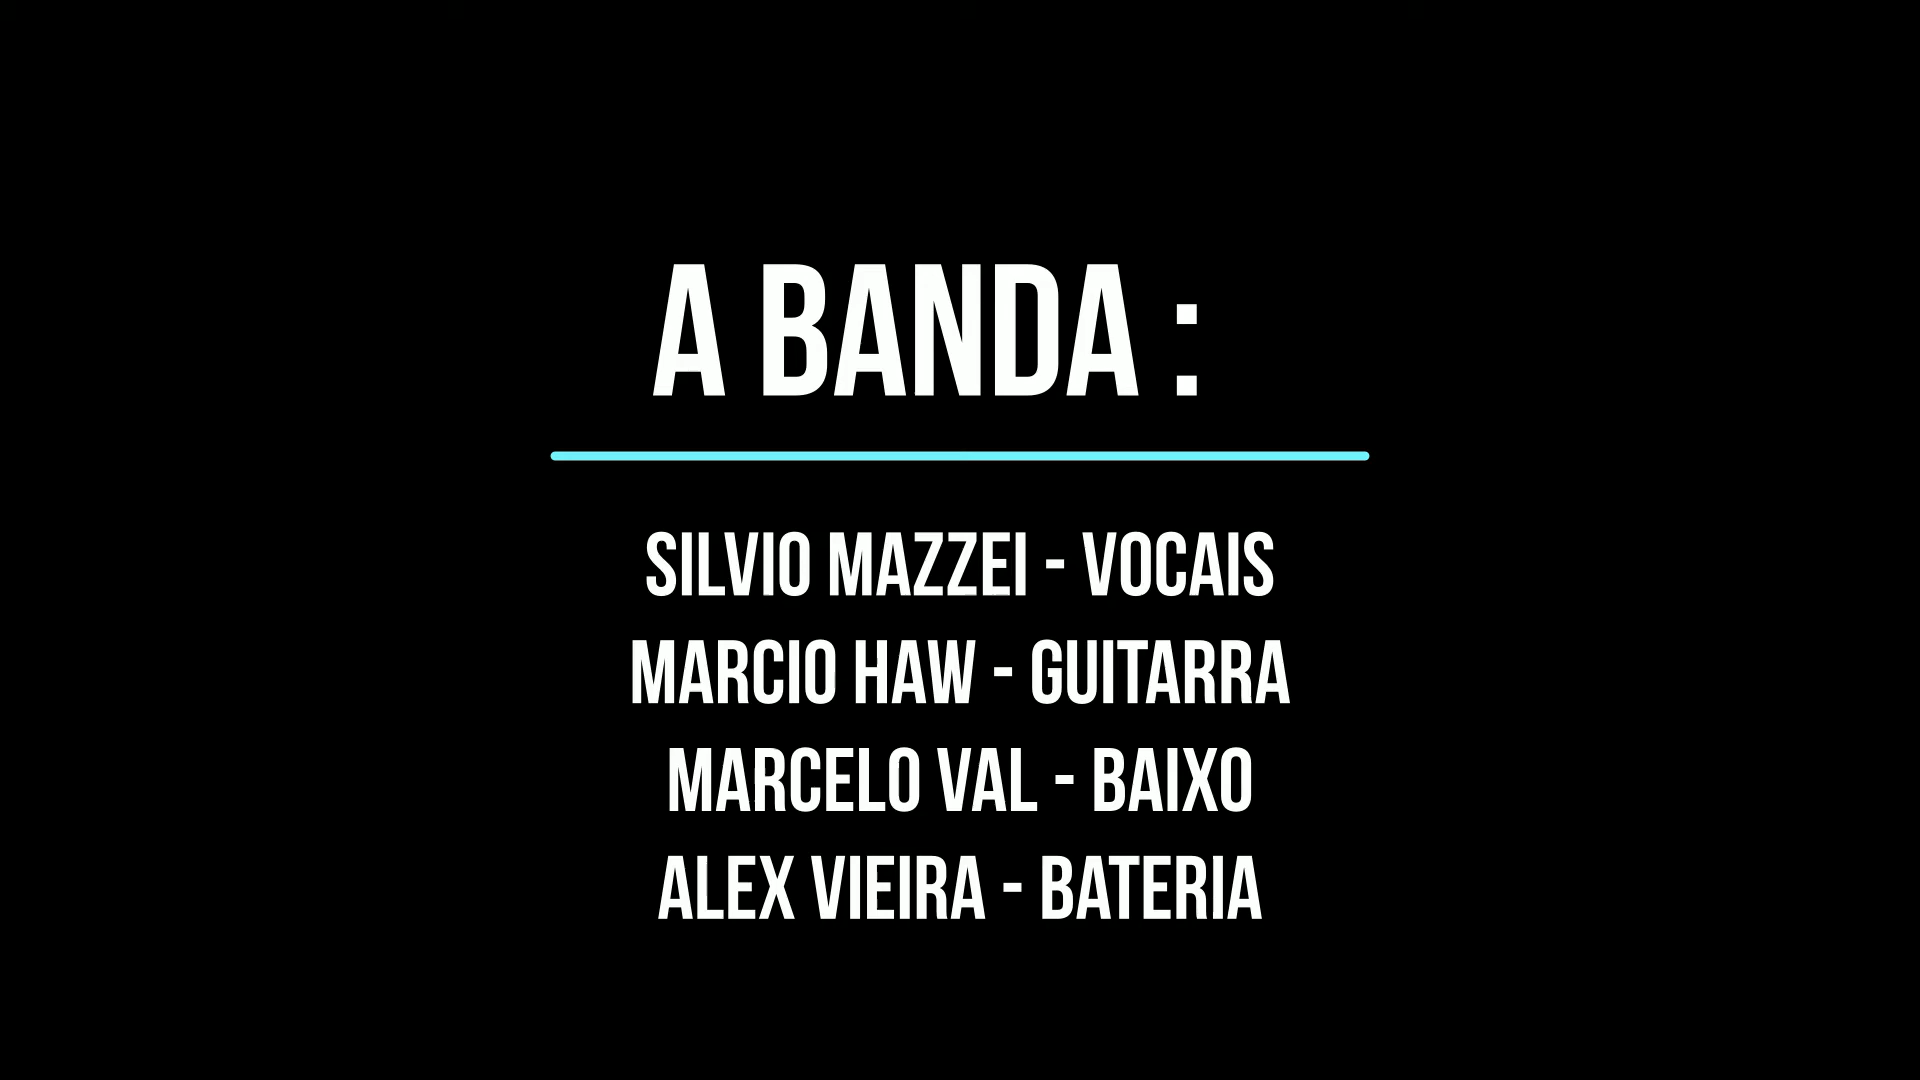 A BANDA :
SILVIO MAZZEI - VOCAIS
MARCIO HAW - GUITARRA
MARCELO VAL - BAIXO
ALEX VIEIRA - BATERIA